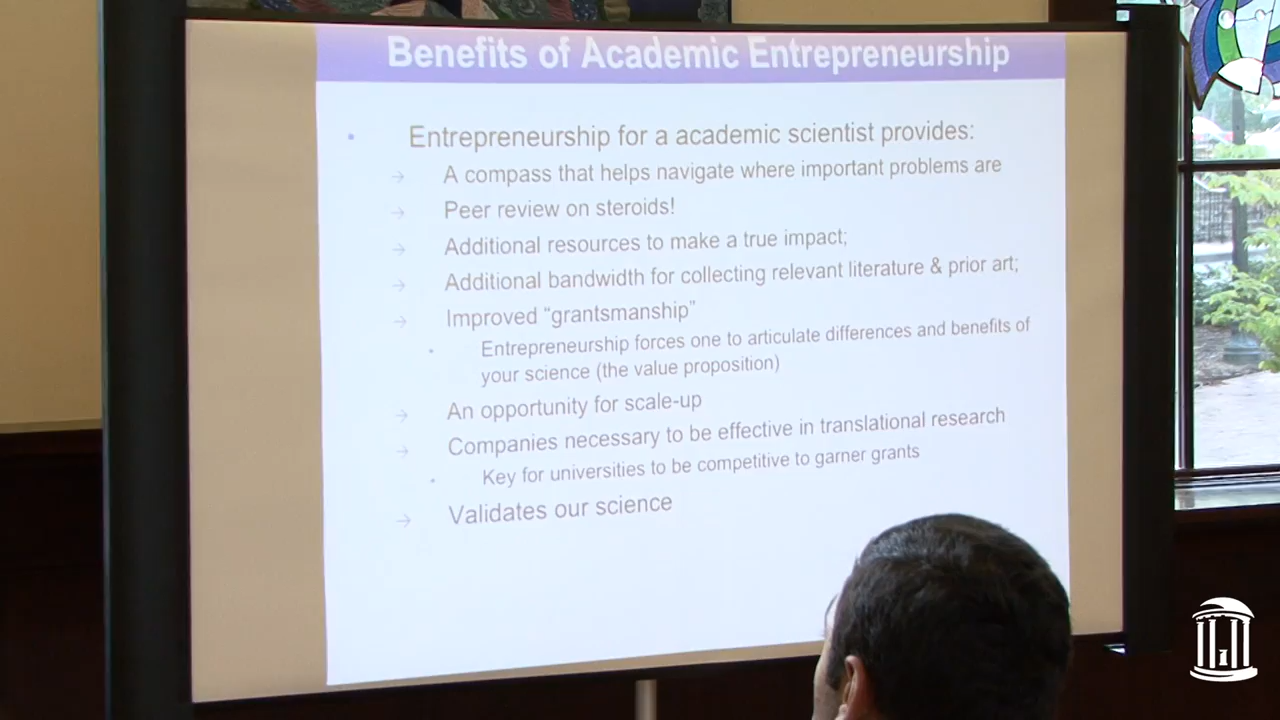 Benefits of Academic Entrepreneurship
Entrepreneurship for a academic scientist provides:
A compass that helps navigate where important problems are
Peer review on steroids!
Additional resources to make a true impact;
Additional bandwidth for collecting relevant literature & prior art;
Improved “grantsmanship”
Entrepreneurship forces one to articulate differences and benefits of
your science (the value proposition)
An opportunity for scale-up
Companies necessary to be effective in translational research
Key for universities to be competitive to garner grants
Validates our science